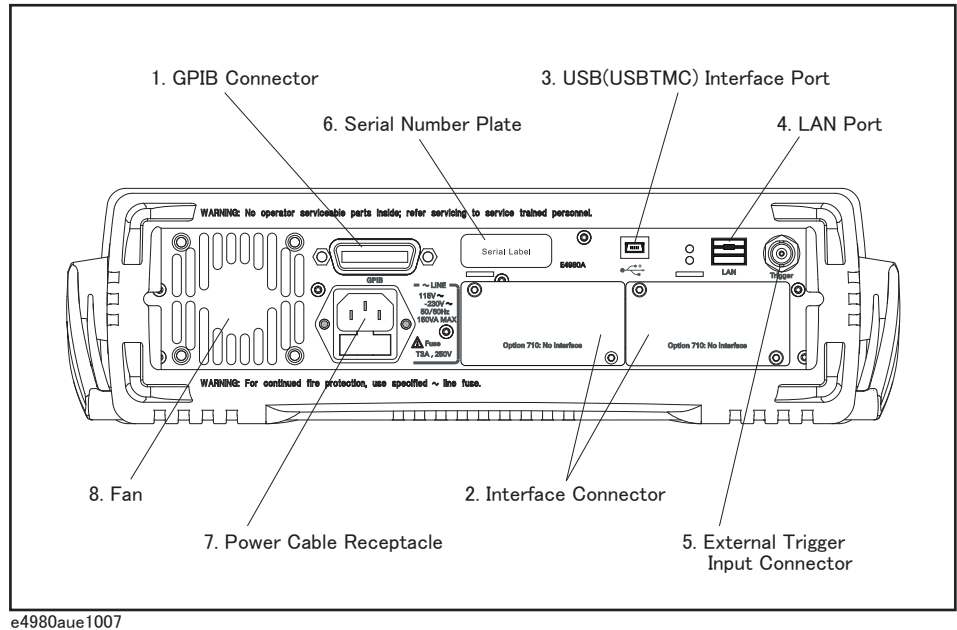 1. GPIB Connector
3. USB(USBTMC) Interface Port
6. Serial Number Plate
4. LAN Port
WARNING: No operator serviceable parts inside; refer servicing to service trained personnel.
Serial Label
E4980A
GPIB
LAN
Trigger
~ LINE
115V ~
-230V ~
50/60Hz
150VA MAX
Fuse
T3A , 250V
Option 710: No Interface
Option 710: No Interface
WARNING: For continued fire protection, use specified ~ line fuse.
8. Fan
2. Interface Connector
7. Power Cable Receptacle
5. External Trigger
Input Connector
e4980aue1007